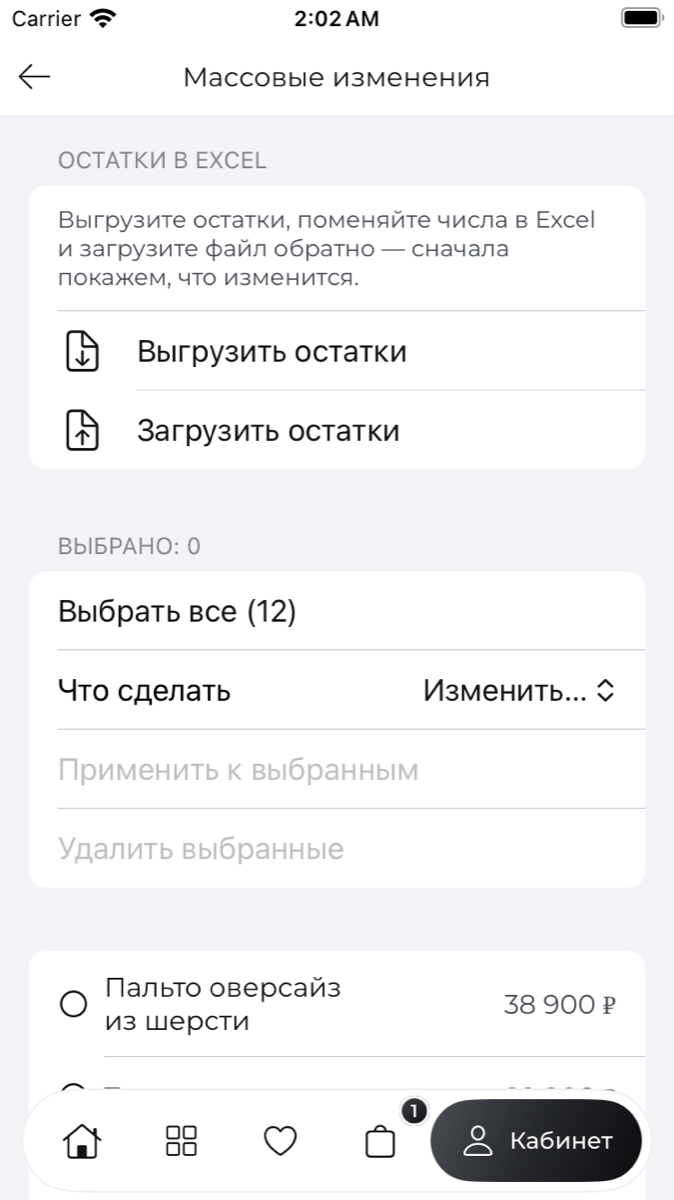 Carrier
2:02 AM
Массовые изменения
ОСТАТКИ В EXCEL
Выгрузите остатки, поменяйте числа в Excel
и загрузите файл обратно — сначала
покажем, что изменится.
Выгрузить остатки
Загрузить остатки
ВЫБРАНО: 0
Выбрать все (12)
Что сделать
Изменить...
Применить к выбранным
Удалить выбранные
Пальто оверсайз
из шерсти
38 900 ₽
1
Кабинет